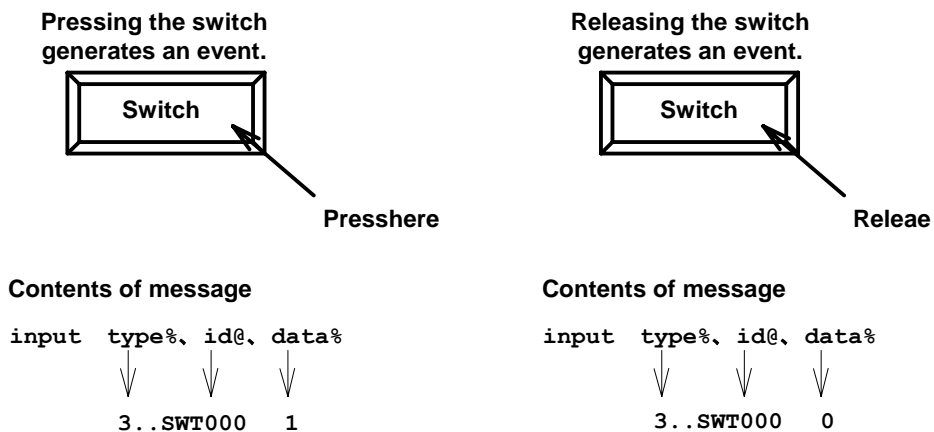 Pressing the switch
generates an event.
Switch
Presshere
Contents of message
input type%、id@、data%
3..SWT000 1
Releasing the switch
generates an event.
Switch
Releae
Contents of message
input type%、id@、data%
3..SWT000 0